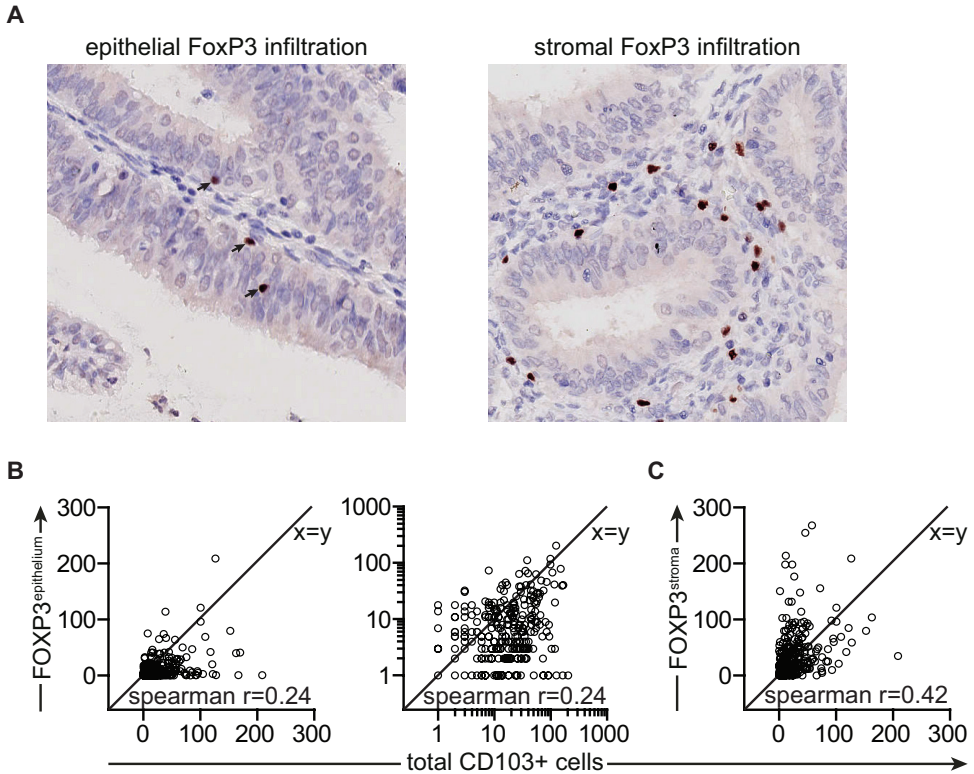 A
epithelial FoxP3 infiltration
stromal FoxP3 infiltration
B
FOXP3epithelium
300
200
100
0
x=y
spearman r=0.24
0 100 200 300
1000
100
10
1
x=y
spearman r=0.24
1 10 100 1000
C
FOXP3stroma
300
200
100
0
x=y
spearman r=0.42
0 100 200 300
total CD103+ cells